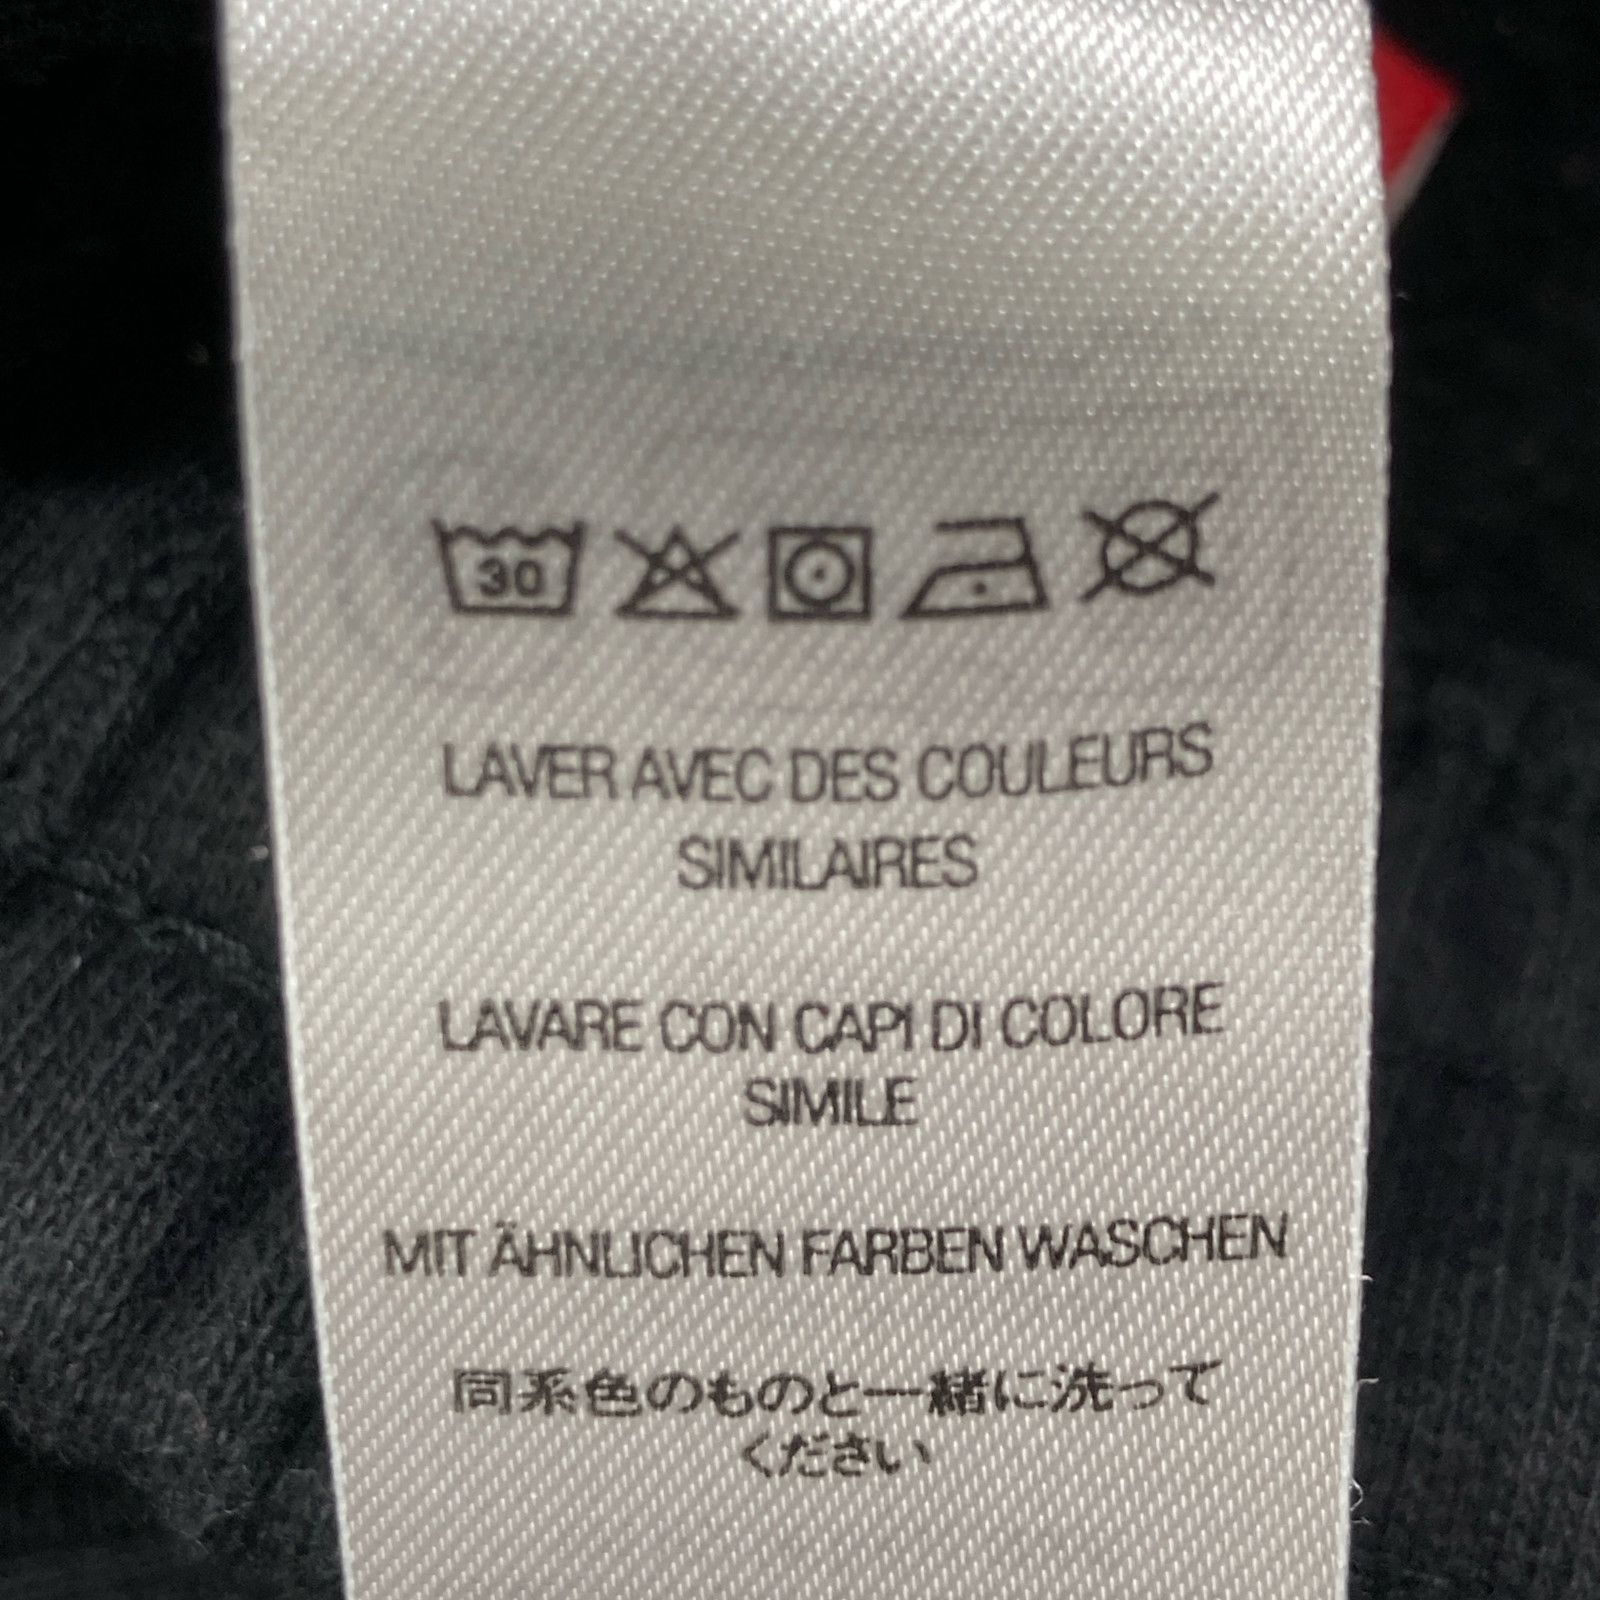 30
LAVER AVEC DES COULEURS
SIMILAIRES
LAVARE CON CAPI DI COLORE
SIMILE
MIT ÄHNLICHEN FARBEN WASCHEN
同系色のものと一緒に洗って
ください